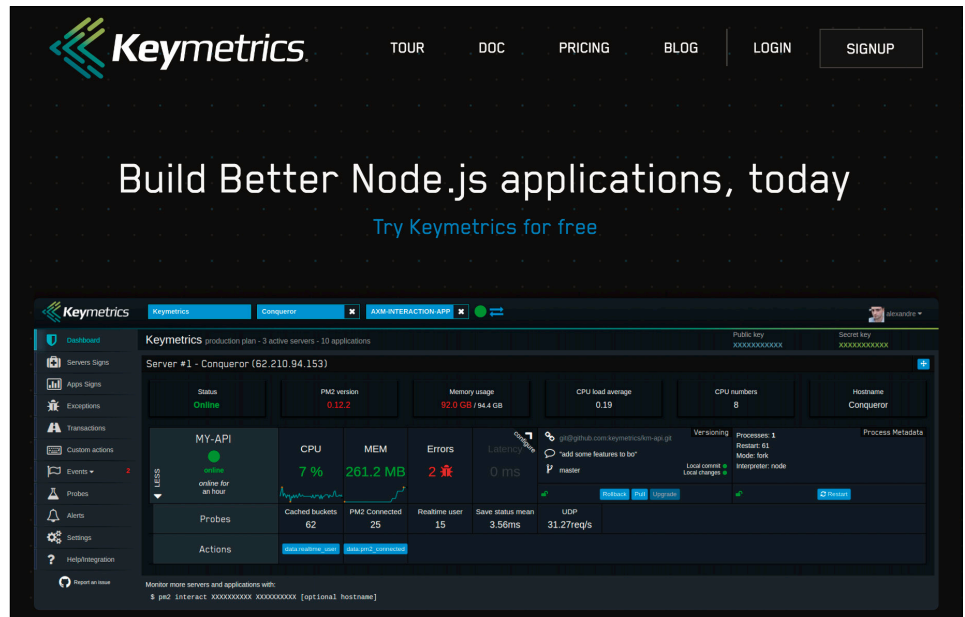 Keymetrics. TOUR DOC PRICING BLOG LOGIN SIGNUP
Build Better Node.js applications, today
Try Keymetrics for free
Keymetrics Keymetrics Conqueror AXM-INTERACTION-APP alexandre
Dashboard
Servers Signs
Apps Signs
Exceptions
Transactions
Custom actions
Events 2
Probes
Alerts
Settings
Help/Integration
Report an issue
Keymetrics production plan - 3 active servers - 10 applications
Public key
XXXXXXXXXXX
Secret key
XXXXXXXXXXX
Server #1 - Conqueror (62.210.94.153)
Status
Online
PM2 version
0.12.2
Memory usage
92.0 GB / 94.4 GB
CPU load average
0.19
CPU numbers
8
Hostname
Conqueror
LESS
MY-API
online
online for
an hour
CPU
7 %
MEM
261.2 MB
Errors
2
configure
Latency
0 ms
Versioning
git@github.com:keymetrics/km-api.git
"add some features to bo"
master
Local commit
Local changes
Rollback Pull Upgrade
Process Metadata
Processes: 1
Restart: 61
Mode: fork
Interpreter: node
Restart
Probes
Cached buckets
62
PM2 Connected
25
Realtime user
15
Save status mean
3.56ms
UDP
31.27req/s
Actions
data:realtime_user data:pm2_connected
Monitor more servers and applications with:
$ pm2 interact XXXXXXXXXX XXXXXXXXXX [optional hostname]